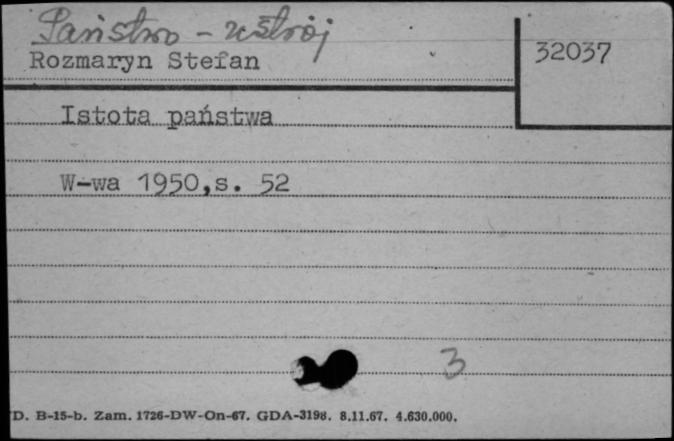 Państwo - ustrój
Rozmaryn Stefan
32037
Istota państwa
W-wa 1950,s. 52
3
D. B-15-b. Zam. 1726-DW-On-67. GDA-3198. 8.11.67. 4.630.000.